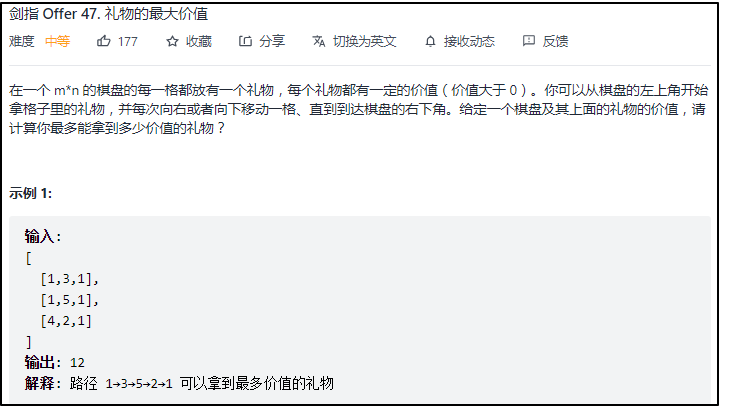 剑指 Offer 47. 礼物的最大价值
难度 中等 177 收藏 分享 切换为英文 接收动态 反馈
在一个 m*n 的棋盘的每一格都放有一个礼物，每个礼物都有一定的价值（价值大于 0）。你可以从棋盘的左上角开始
拿格子里的礼物，并每次向右或者向下移动一格、直到到达棋盘的右下角。给定一个棋盘及其上面的礼物的价值，请
计算你最多能拿到多少价值的礼物？
示例 1:
输入:
[
[1,3,1],
[1,5,1],
[4,2,1]
]
输出: 12
解释: 路径 1→3→5→2→1 可以拿到最多价值的礼物